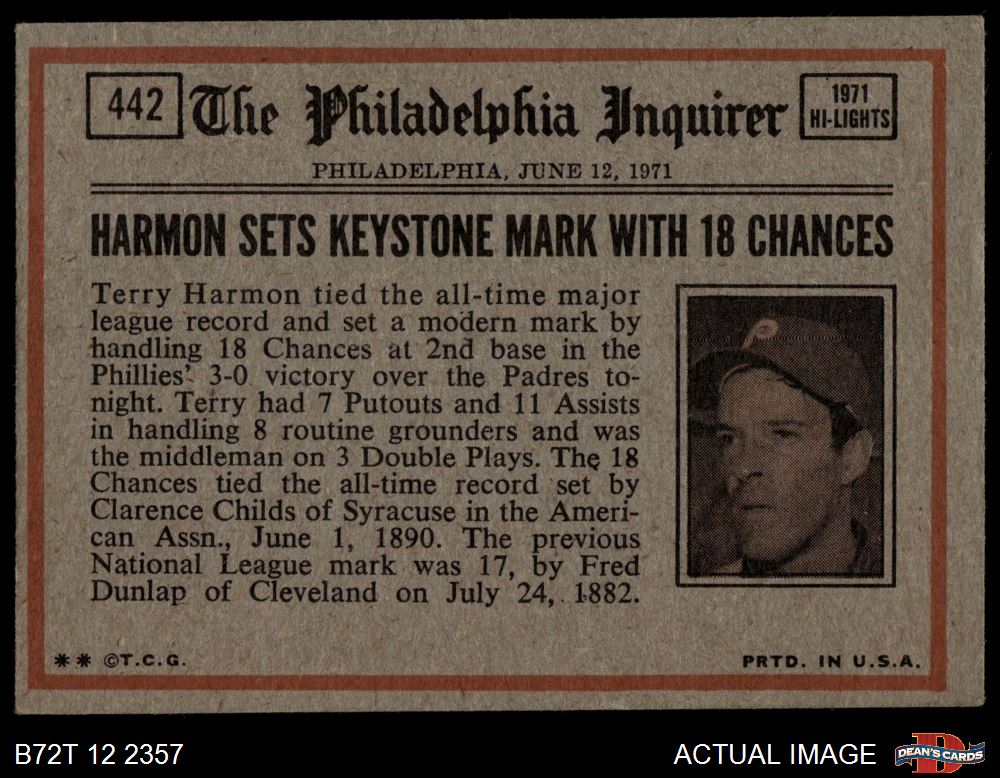 442
The Philadelphia Inquirer
1971
HI-LIGHTS
PHILADELPHIA, JUNE 12, 1971
HARMON SETS KEYSTONE MARK WITH 18 CHANCES
Terry Harmon tied the all-time major
league record and set a modern mark by
handling 18 Chances at 2nd base in the
Phillies' 3-0 victory over the Padres to-
night. Terry had 7 Putouts and 11 Assists
in handling 8 routine grounders and was
the middleman on 3 Double Plays. The 18
Chances tied the all-time record set by
Clarence Childs of Syracuse in the Ameri-
can Assn., June 1, 1890. The previous
National League mark was 17, by Fred
Dunlap of Cleveland on July 24, 1882.
P
** ©T.C.G.
PRTD. IN U.S.A.
B72T 12 2357
ACTUAL IMAGE
D
DEAN'S CARDS